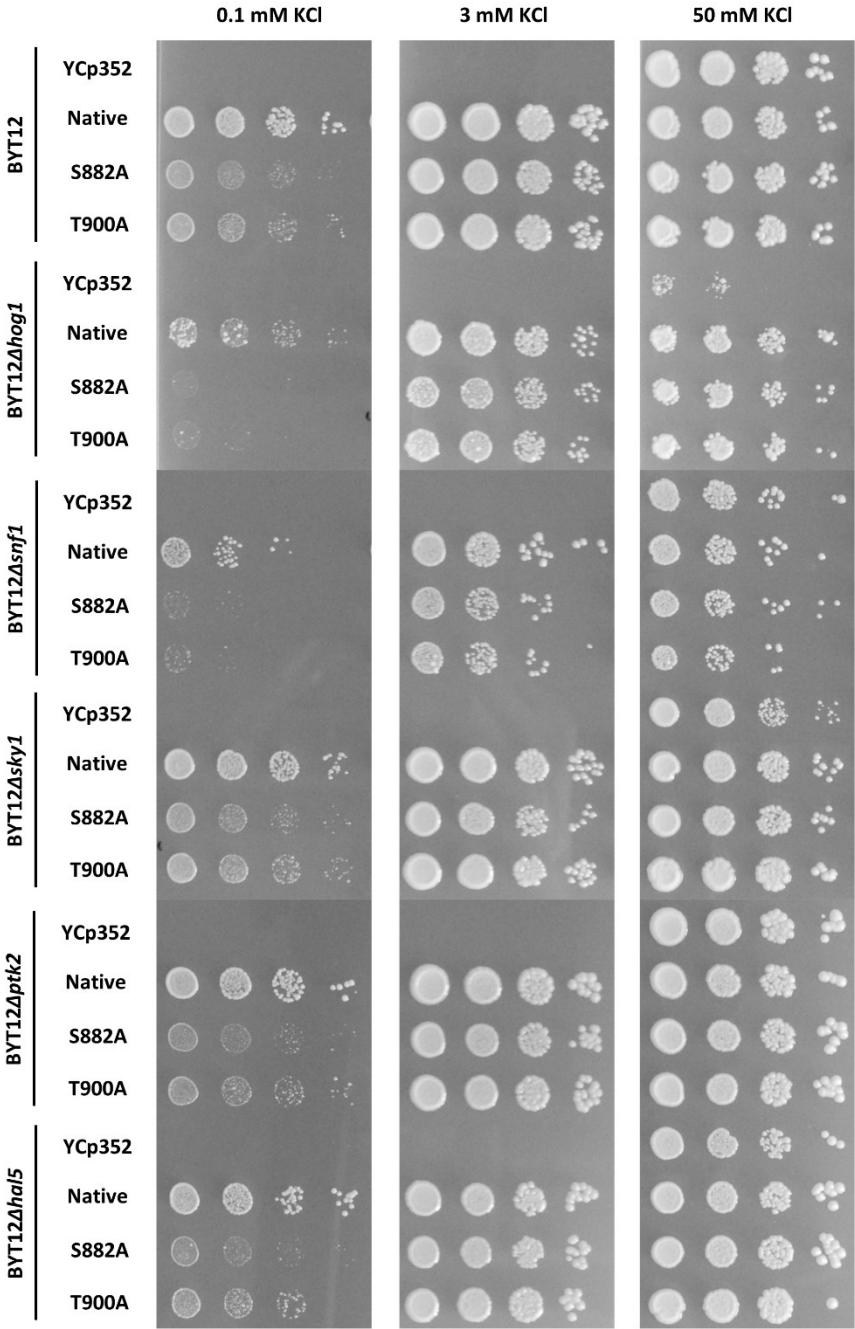 0.1 mM KCl 3 mM KCl 50 mM KCl
BYT12
YCp352
Native
S882A
T900A
BYT12Δhog1
YCp352
Native
S882A
T900A
BYT12Δsnf1
YCp352
Native
S882A
T900A
BYT12Δsky1
YCp352
Native
S882A
T900A
BYT12Δptk2
YCp352
Native
S882A
T900A
BYT12Δhal5
YCp352
Native
S882A
T900A